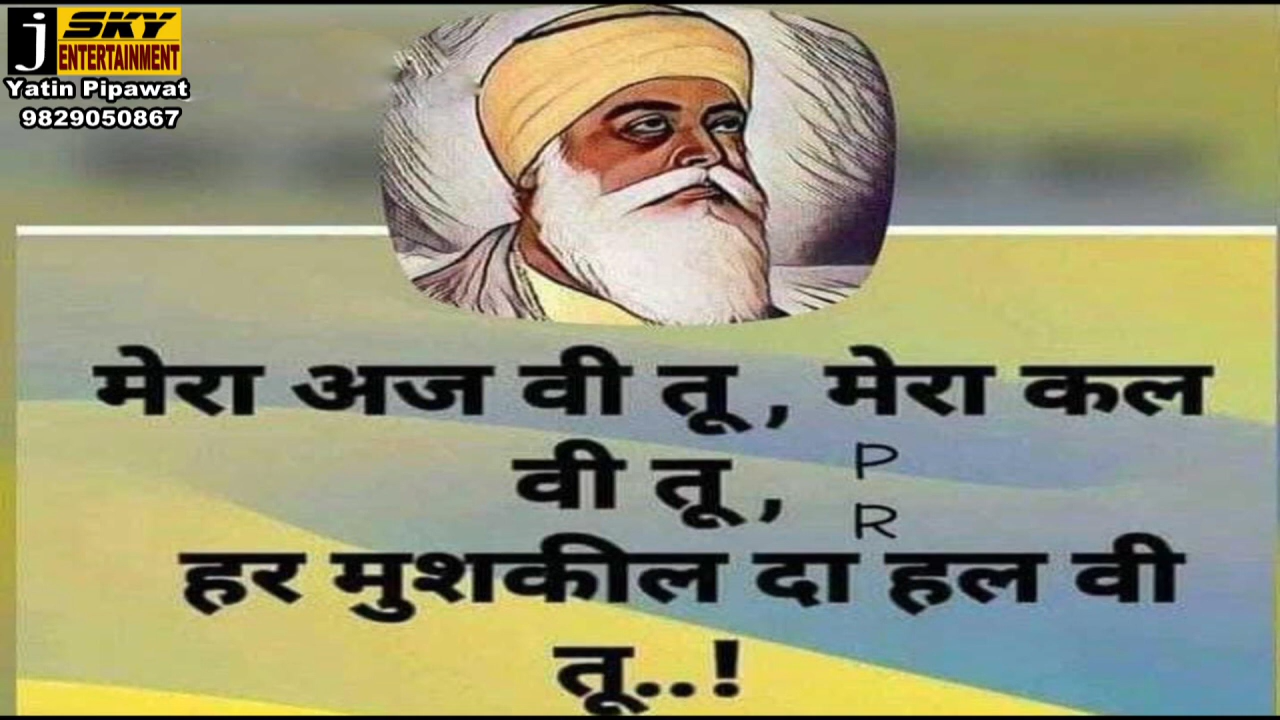 j SKY
ENTERTAINMENT
Yatin Pipawat
9829050867
मेरा अज वी तू , मेरा कल
वी तू ,
P
R
हर मुशकील दा हल वी
तू..!